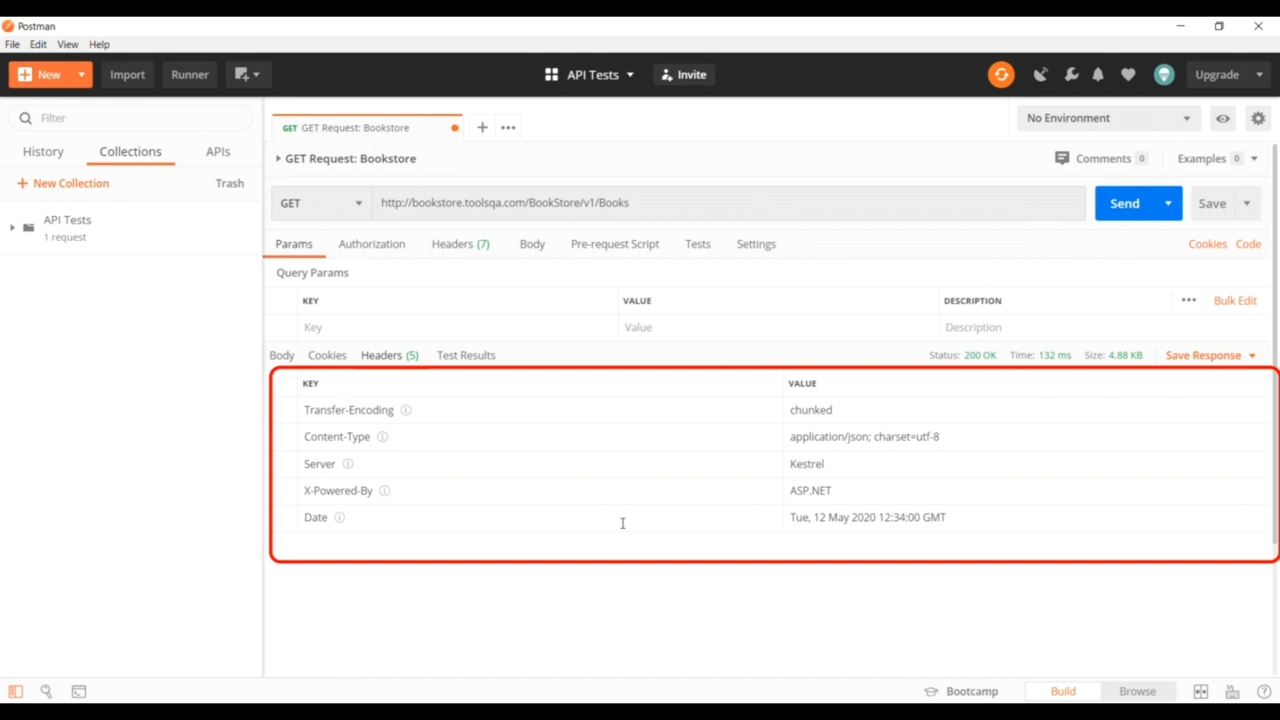 Postman
File Edit View Help
New Import Runner API Tests Invite Upgrade
Filter
History Collections APIs
New Collection Trash
API Tests
1 request
GET GET Request: Bookstore No Environment
GET Request: Bookstore Comments 0 Examples 0
GET http://bookstore.toolsqa.com/BookStore/v1/Books Send Save
Params Authorization Headers (7) Body Pre-request Script Tests Settings Cookies Code
Query Params
KEY VALUE DESCRIPTION Bulk Edit
Key Value Description
Body Cookies Headers (5) Test Results Status: 200 OK Time: 132 ms Size: 4.88 KB Save Response
KEY VALUE
Transfer-Encoding chunked
Content-Type application/json; charset=utf-8
Server Kestrel
X-Powered-By ASP.NET
Date Tue, 12 May 2020 12:34:00 GMT
Bootcamp Build Browse